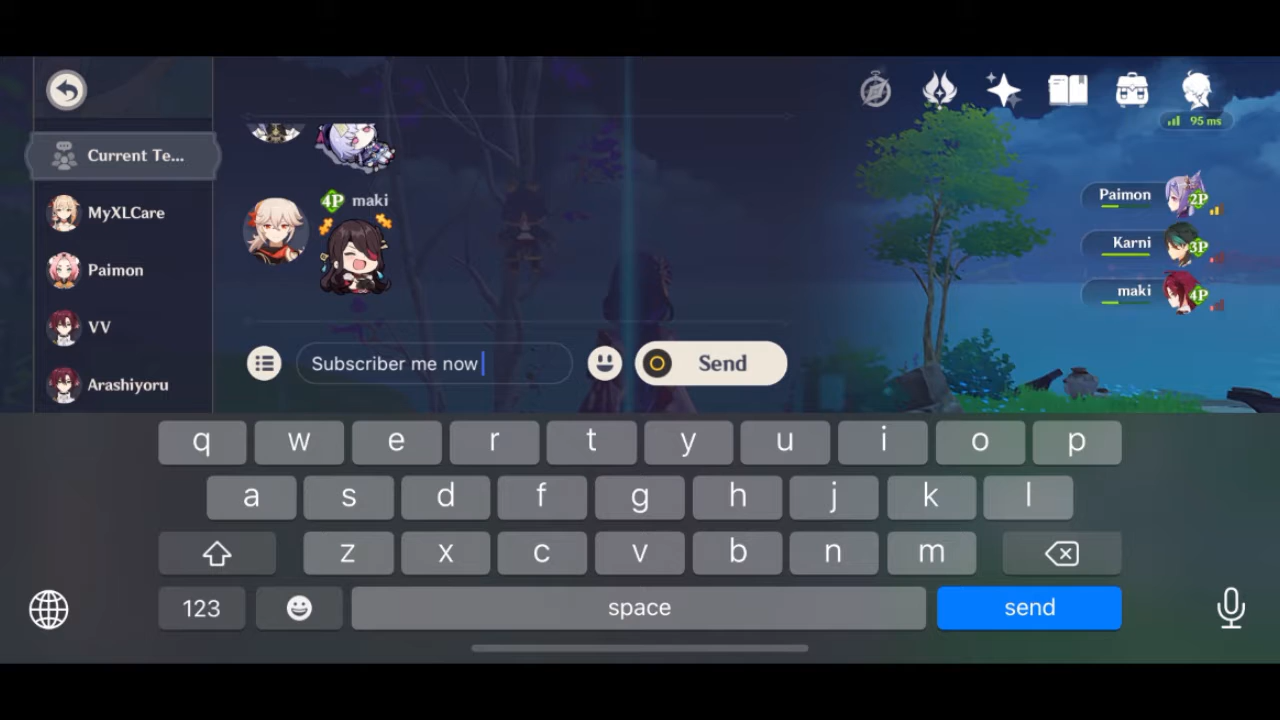 95 ms
Current Te...
MyXLCare
Paimon
VV
Arashiyoru
4P maki
Subscriber me now
Send
Paimon 2P
Karni 3P
maki 4P
q w e r t y u i o p
a s d f g h j k l
z x c v b n m
123 space send